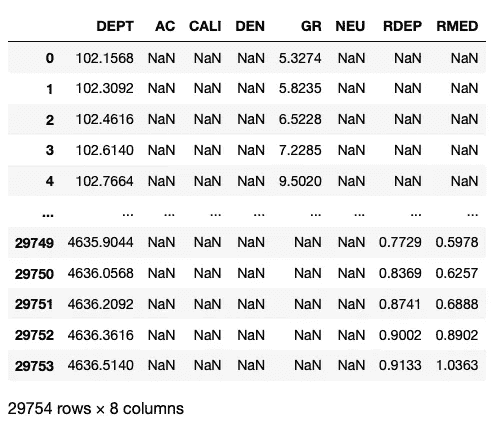 DEPT AC CALI DEN GR NEU RDEP RMED
0 102.1568 NaN NaN NaN 5.3274 NaN NaN NaN
1 102.3092 NaN NaN NaN 5.8235 NaN NaN NaN
2 102.4616 NaN NaN NaN 6.5228 NaN NaN NaN
3 102.6140 NaN NaN NaN 7.2285 NaN NaN NaN
4 102.7664 NaN NaN NaN 9.5020 NaN NaN NaN
... ... ... ... ... ... ... ... ...
29749 4635.9044 NaN NaN NaN NaN NaN 0.7729 0.5978
29750 4636.0568 NaN NaN NaN NaN NaN 0.8369 0.6257
29751 4636.2092 NaN NaN NaN NaN NaN 0.8741 0.6888
29752 4636.3616 NaN NaN NaN NaN NaN 0.9002 0.8902
29753 4636.5140 NaN NaN NaN NaN NaN 0.9133 1.0363
29754 rows × 8 columns